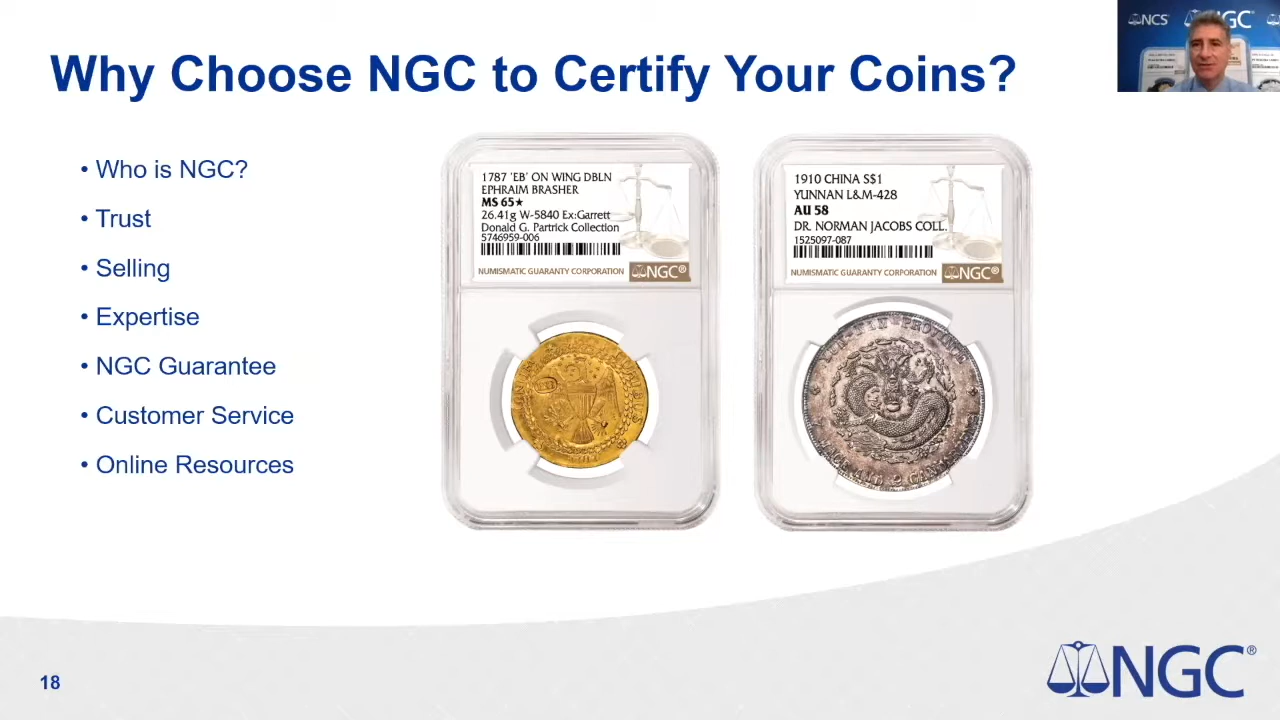 Why Choose NGC to Certify Your Coins?
• Who is NGC?
• Trust
• Selling
• Expertise
• NGC Guarantee
• Customer Service
• Online Resources
1787 'EB' ON WING DBLN
EPHRAIM BRASHER
MS 65★
26.41g W-5840 Ex:Garrett
Donald G. Partrick Collection
5746959-006
NUMISMATIC GUARANTY CORPORATION NGC®
1910 CHINA S$1
YUNNAN L&M-428
AU 58
DR. NORMAN JACOBS COLL.
1525097-087
NUMISMATIC GUARANTY CORPORATION NGC®
NCS NGC
18
NGC®